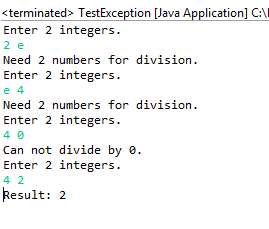 <terminated> TestException [Java Application] C:\
Enter 2 integers.
2 e
Need 2 numbers for division.
Enter 2 integers.
e 4
Need 2 numbers for division.
Enter 2 integers.
4 0
Can not divide by 0.
Enter 2 integers.
4 2
Result: 2